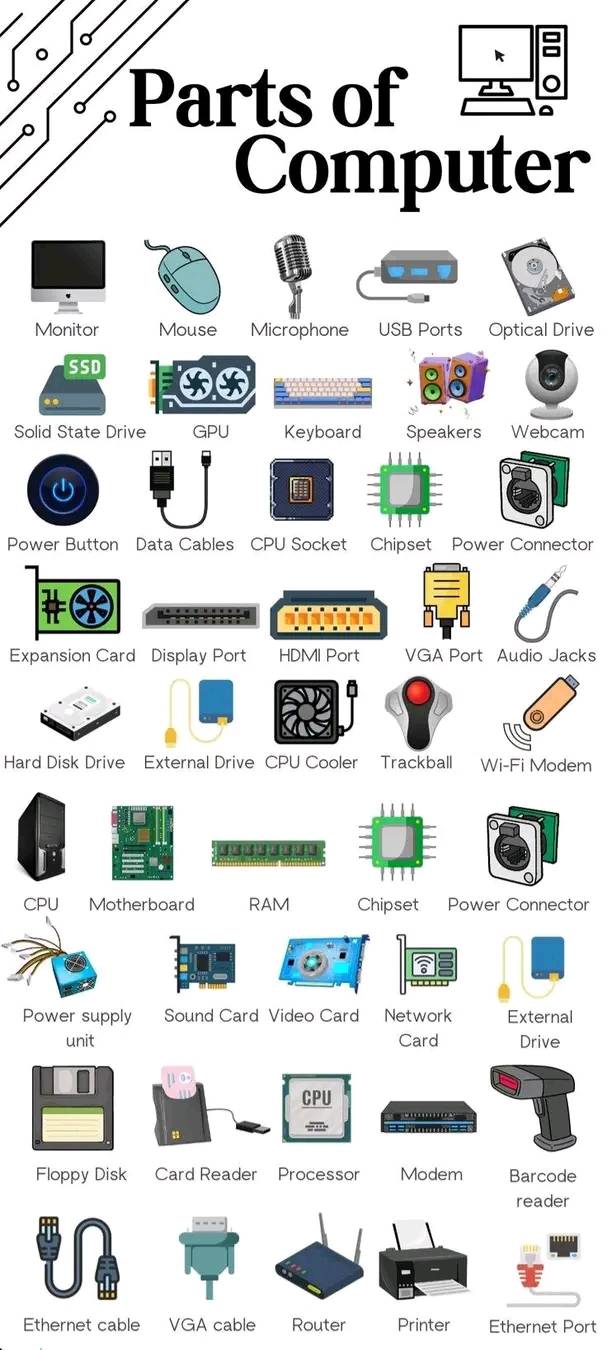 Parts of
Computer
Monitor Mouse Microphone USB Ports Optical Drive
SSD
Solid State Drive GPU Keyboard Speakers Webcam
Power Button Data Cables CPU Socket Chipset Power Connector
Expansion Card Display Port HDMI Port VGA Port Audio Jacks
Hard Disk Drive External Drive CPU Cooler Trackball Wi-Fi Modem
CPU Motherboard RAM Chipset Power Connector
Power supply unit Sound Card Video Card Network Card External Drive
CPU
Floppy Disk Card Reader Processor Modem Barcode reader
Ethernet cable VGA cable Router Printer Ethernet Port